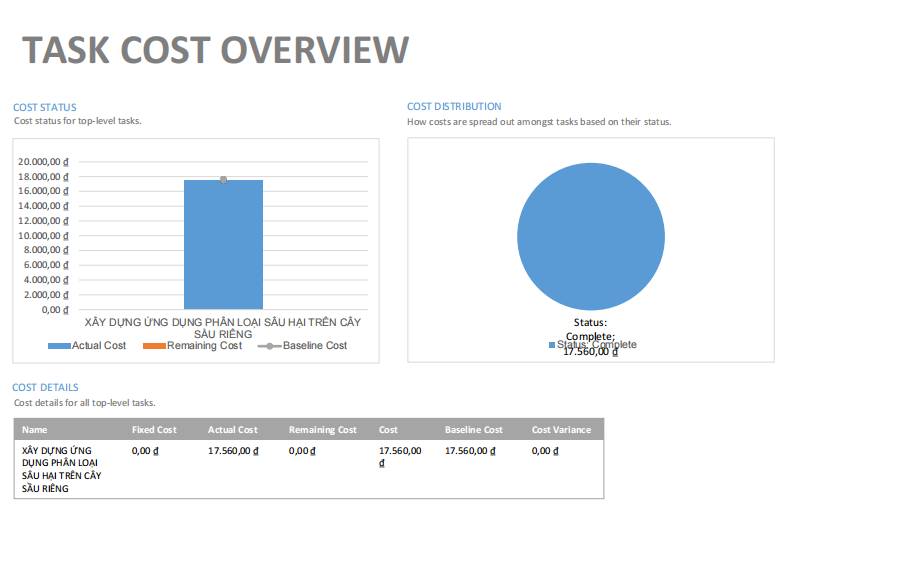 TASK COST OVERVIEW
COST STATUS
Cost status for top-level tasks.
20.000,00 ₫
18.000,00 ₫
16.000,00 ₫
14.000,00 ₫
12.000,00 ₫
10.000,00 ₫
8.000,00 ₫
6.000,00 ₫
4.000,00 ₫
2.000,00 ₫
0,00 ₫
XÂY DỰNG ỨNG DỤNG PHÂN LOẠI SÂU HẠI TRÊN CÂY
SẦU RIÊNG
Actual Cost Remaining Cost Baseline Cost
COST DISTRIBUTION
How costs are spread out amongst tasks based on their status.
Status:
Complete;
17.560,00 ₫
Status: Complete
COST DETAILS
Cost details for all top-level tasks.
Name Fixed Cost Actual Cost Remaining Cost Cost Baseline Cost Cost Variance
XÂY DỰNG ỨNG 0,00 ₫ 17.560,00 ₫ 0,00 ₫ 17.560,00 17.560,00 ₫ 0,00 ₫
DỤNG PHÂN LOẠI ₫
SÂU HẠI TRÊN CÂY
SẦU RIÊNG